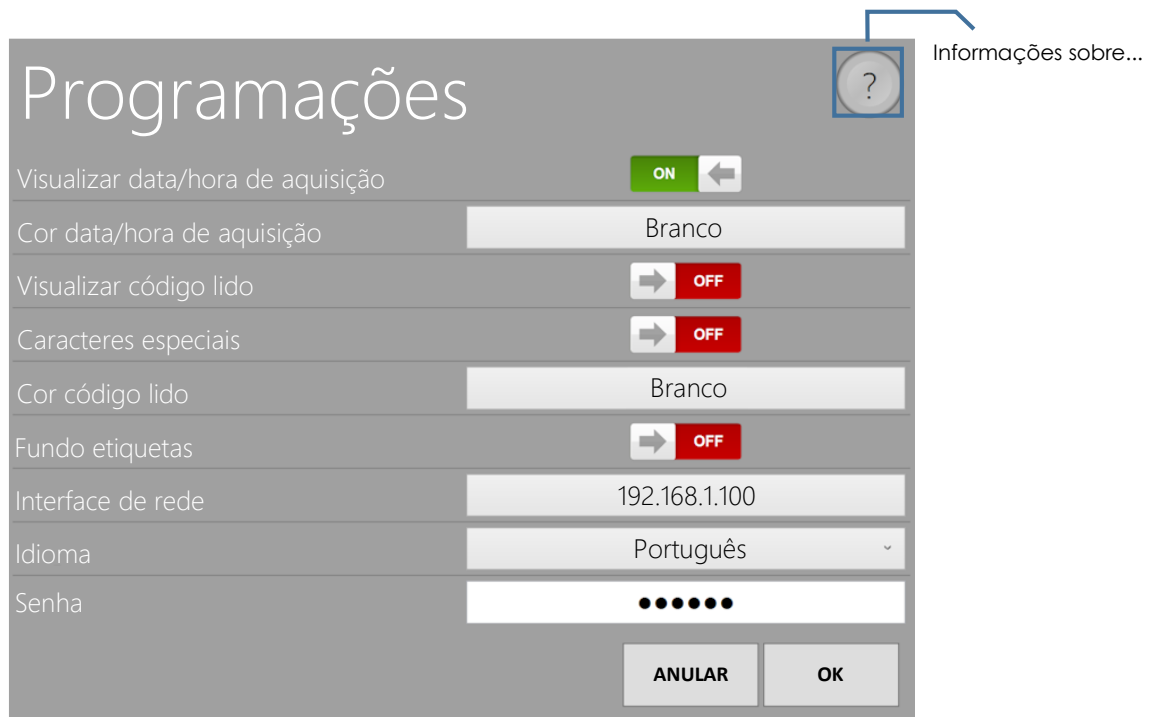 Informações sobre...
Programações
?
Visualizar data/hora de aquisição ON
Cor data/hora de aquisição Branco
Visualizar código lido OFF
Caracteres especiais OFF
Cor código lido Branco
Fundo etiquetas OFF
Interface de rede 192.168.1.100
Idioma Português
Senha ●●●●●●
ANULAR OK